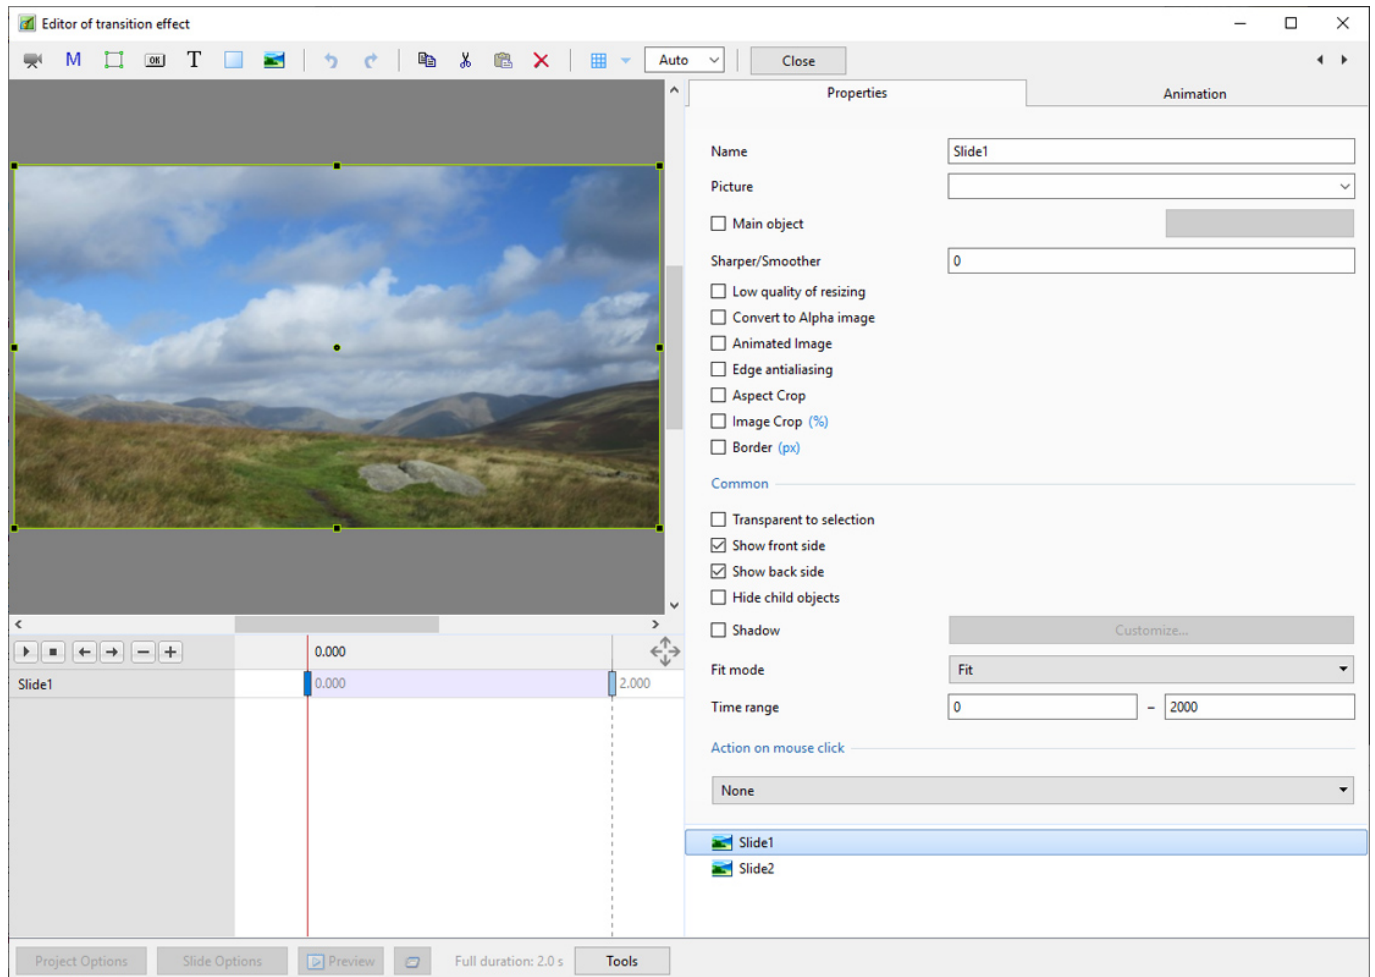 Editor of transition effect
M OK T Auto Close
Properties Animation
Name Slide1
Picture
Main object
Sharper/Smoother 0
Low quality of resizing
Convert to Alpha image
Animated Image
Edge antialiasing
Aspect Crop
Image Crop (%)
Border (px)
Common
Transparent to selection
Show front side
Show back side
Hide child objects
Shadow Customize...
Fit mode Fit
Time range 0 – 2000
Action on mouse click
None
Slide1
Slide2
0.000
Slide1 0.000 2.000
Project Options Slide Options Preview Full duration: 2.0 s Tools